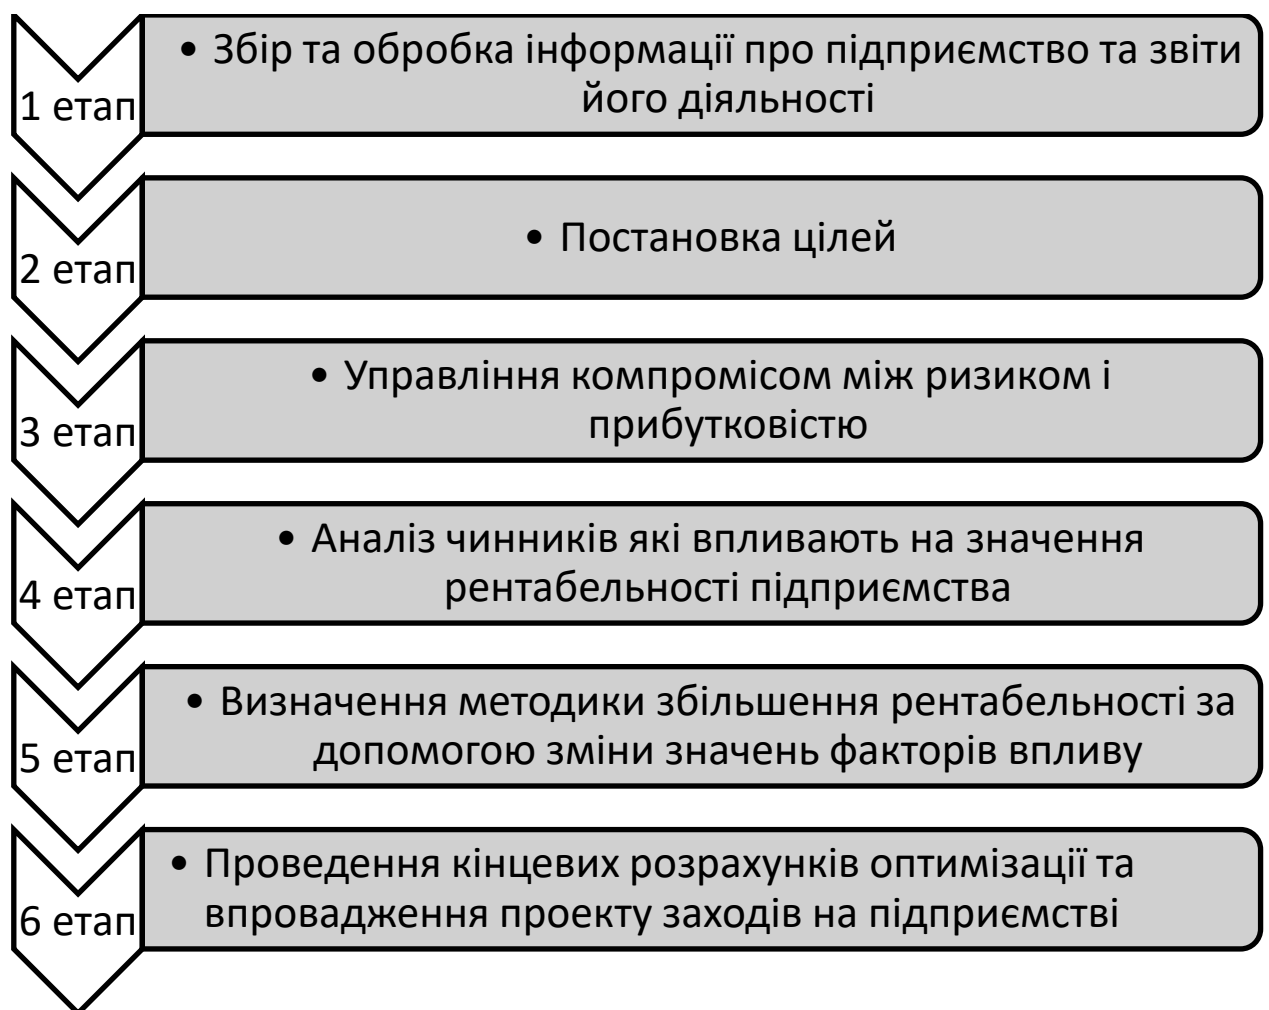 1 етап
• Збір та обробка інформації про підприємство та звіти
його діяльності
2 етап
• Постановка цілей
3 етап
• Управління компромісом між ризиком і
прибутковістю
4 етап
• Аналіз чинників які впливають на значення
рентабельності підприємства
5 етап
• Визначення методики збільшення рентабельності за
допомогою зміни значень факторів впливу
6 етап
• Проведення кінцевих розрахунків оптимізації та
впровадження проекту заходів на підприємстві